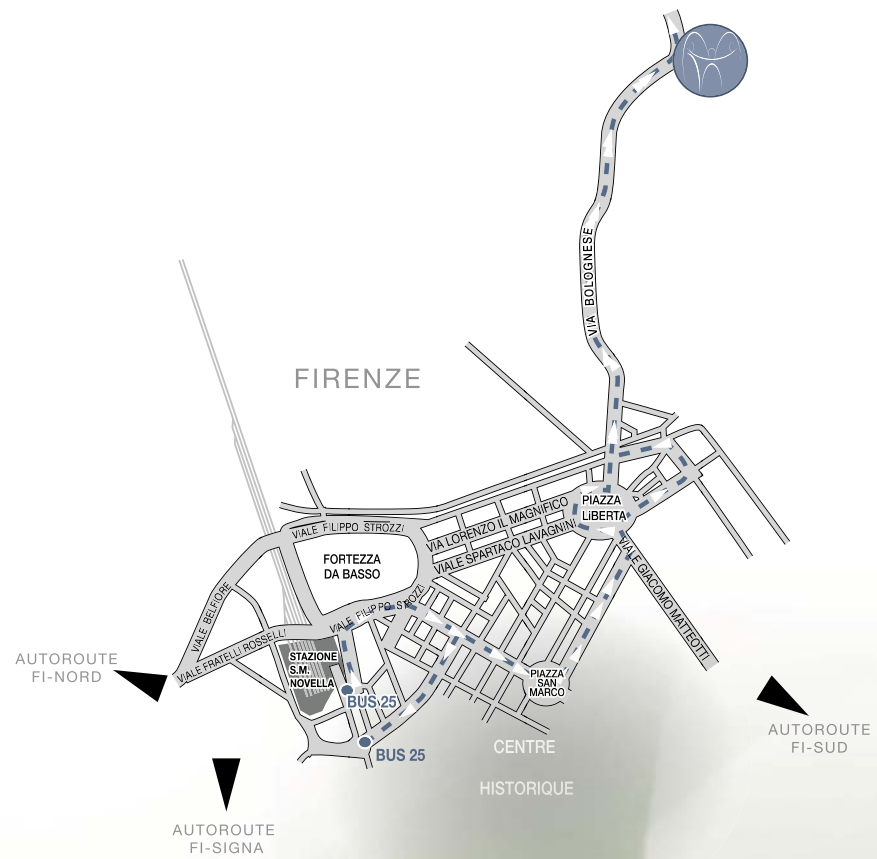 VIA BOLOGNESE
FIRENZE
PIAZZA
LIBERTA
VIA LORENZO IL MAGNIFICO
VIALE FILIPPO STROZZI
VIALE SPARTACO LAVAGNINI
FORTEZZA
DA BASSO
VIALE GIACOMO MATTEOTTI
VIALE BELFIORE
VIALE FILIPPO STROZZI
VIALE FRATELLI ROSSELLI
STAZIONE
S.M.
NOVELLA
AUTOROUTE
FI-NORD
PIAZZA
SAN
MARCO
BUS 25
BUS 25
CENTRE
HISTORIQUE
AUTOROUTE
FI-SUD
AUTOROUTE
FI-SIGNA